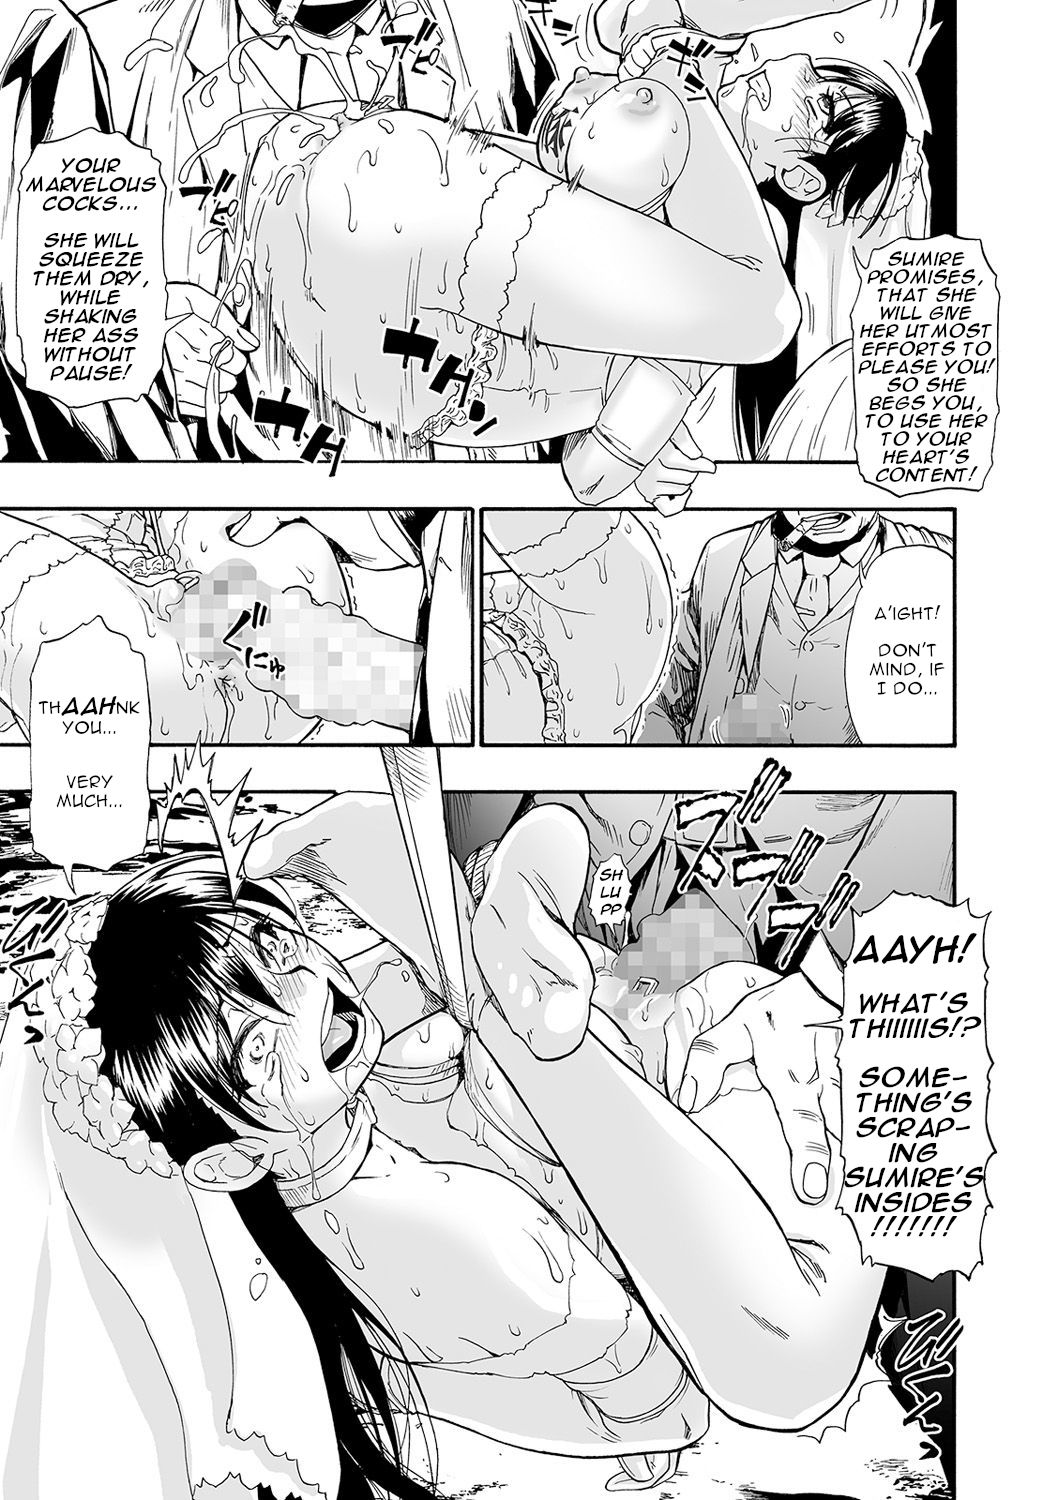 SUMIRE
PROMISES,
THAT SHE
WILL GIVE
HER UTMOST
EFFORTS TO
PLEASE YOU!
SO SHE
BEGS YOU,
TO USE HER
TO YOUR
HEART'S
CONTENT!
YOUR
MARVELOUS
COCKS...
SHE WILL
SQUEEZE
THEM DRY,
WHILE
SHAKING
HER ASS
WITHOUT
PAUSE!
A'IGHT!
DON'T
MIND, IF
I DO...
ぐ
にゅ
THAAHNK
YOU...
VERY
MUCH...
SH
LU
PP
AAYH!
WHAT'S
THIIIIIIS!?
SOME-
THING'S
SCRAP-
ING
SUMIRE'S
INSIDES
!!!!!!!